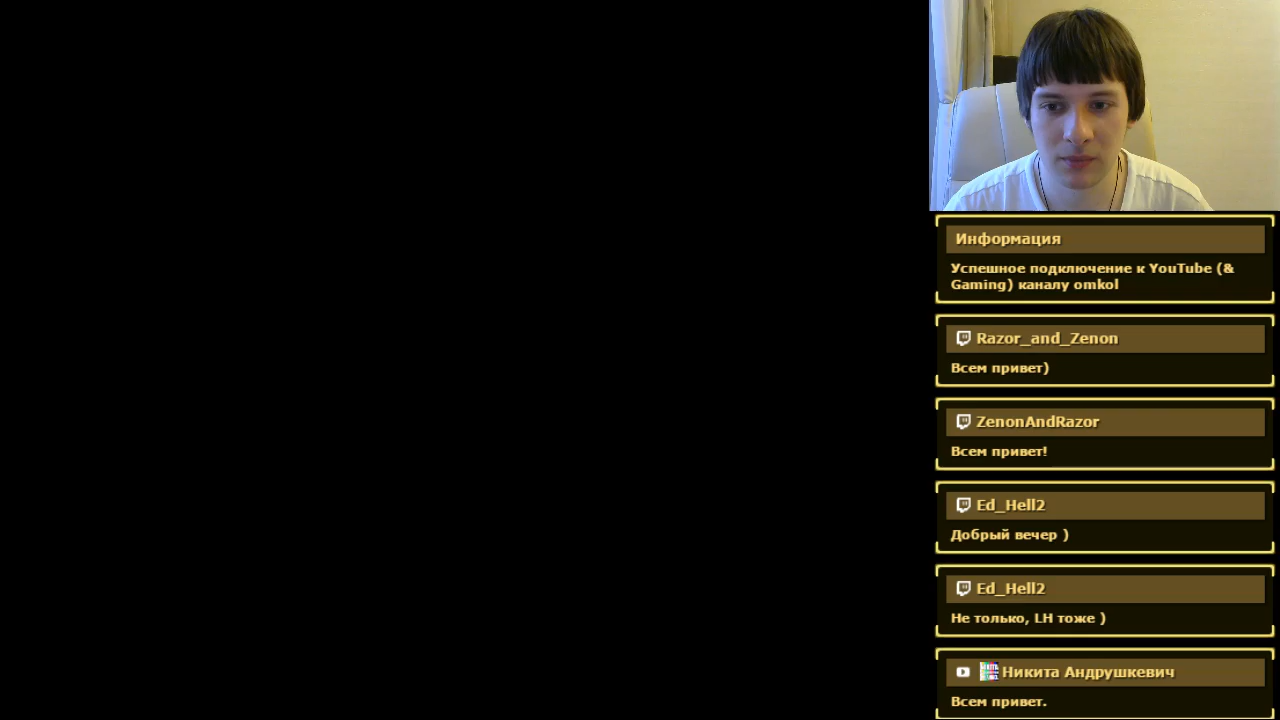 Информация
Успешное подключение к YouTube (&
Gaming) каналу omkol
Razor_and_Zenon
Всем привет)
ZenonAndRazor
Всем привет!
Ed_Hell2
Добрый вечер )
Ed_Hell2
Не только, LH тоже )
Никита Андрушкевич
Всем привет.